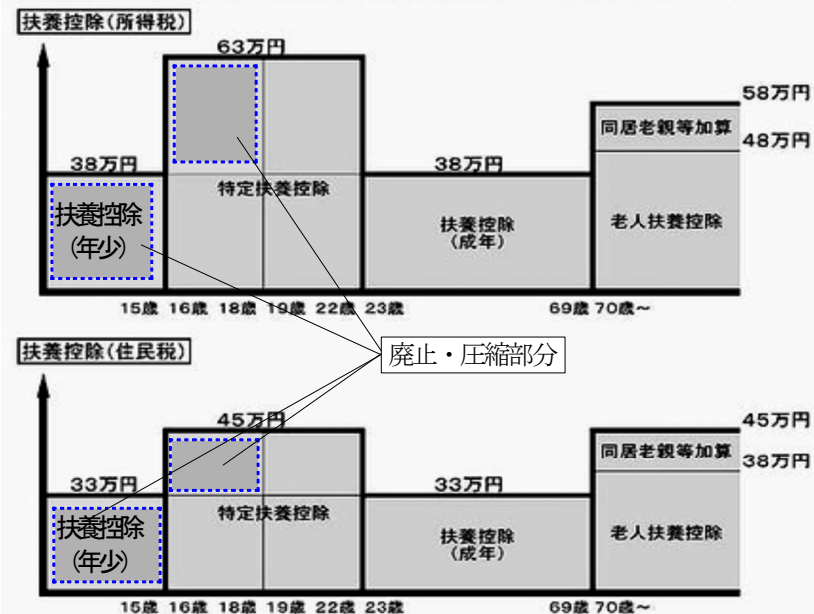 扶養控除(所得税)
63万円
58万円
同居老親等加算
48万円
38万円
38万円
特定扶養控除
扶養控除
(年少)
扶養控除
(成年)
老人扶養控除
15歳 16歳 18歳 19歳 22歳 23歳 69歳 70歳~
扶養控除(住民税)
廃止・圧縮部分
45万円
45万円
同居老親等加算
38万円
33万円
33万円
特定扶養控除
扶養控除
(年少)
扶養控除
(成年)
老人扶養控除
15歳 16歳 18歳 19歳 22歳 23歳 69歳 70歳~